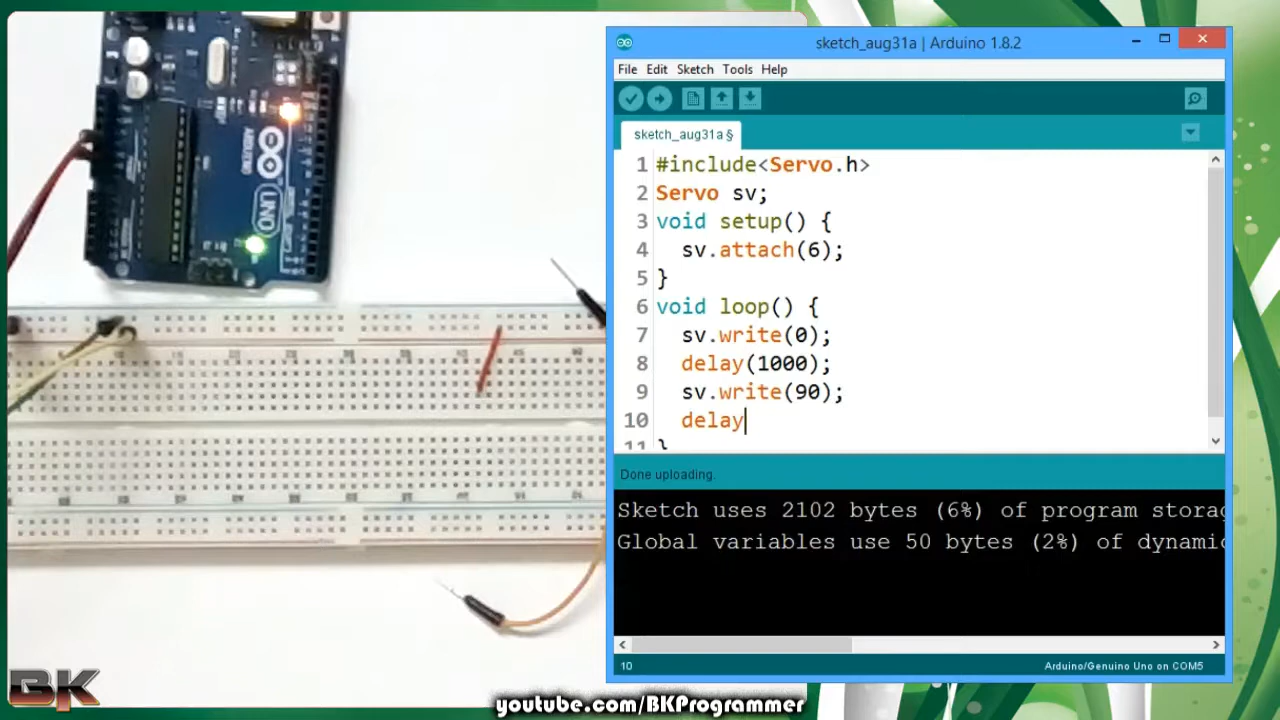 sketch_aug31a | Arduino 1.8.2
File Edit Sketch Tools Help
sketch_aug31a §
1 #include<Servo.h>
2 Servo sv;
3 void setup() {
4 sv.attach(6);
5 }
6 void loop() {
7 sv.write(0);
8 delay(1000);
9 sv.write(90);
10 delay
11 }
Done uploading.
Sketch uses 2102 bytes (6%) of program storag
Global variables use 50 bytes (2%) of dynamic
10 Arduino/Genuino Uno on COM5
ARDUINO
UNO
BK
youtube.com/BKProgrammer